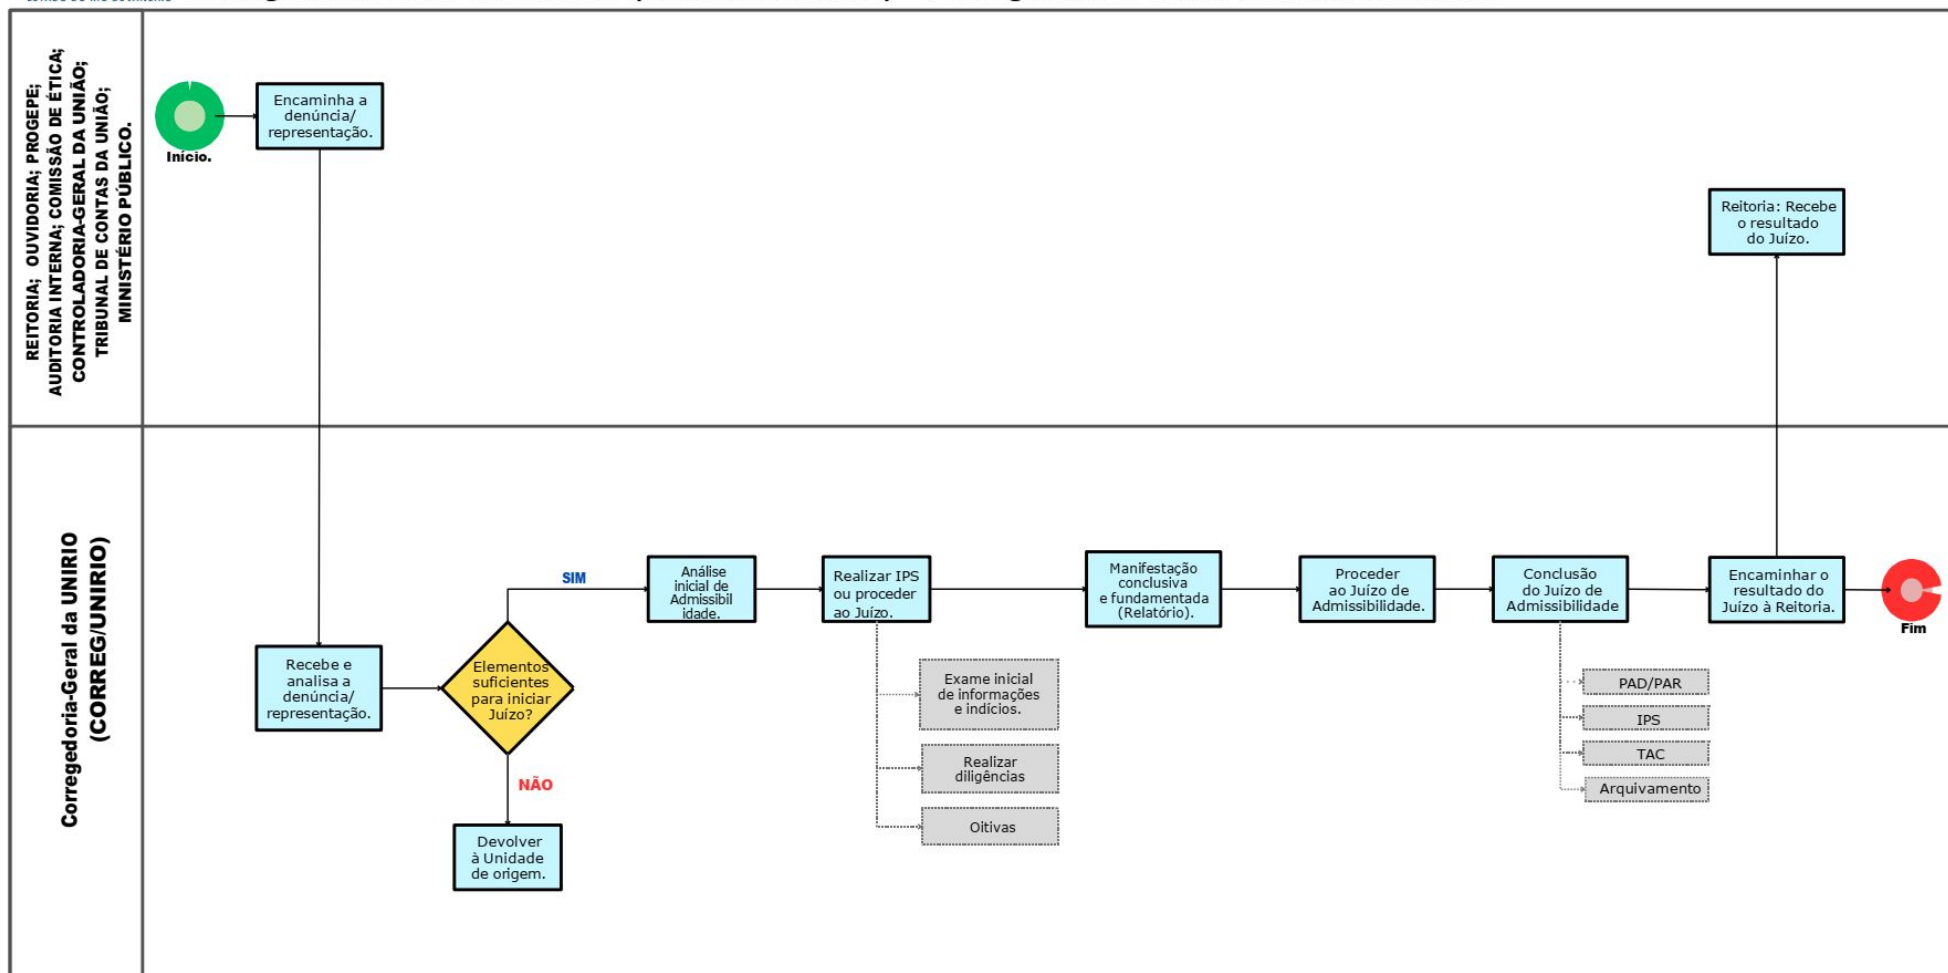 REITORIA; OUVIDORIA; PROGEPE;
AUDITORIA INTERNA; COMISSÃO DE ÉTICA;
CONTROLADORIA-GERAL DA UNIÃO;
TRIBUNAL DE CONTAS DA UNIÃO;
MINISTÉRIO PÚBLICO.
Início.
Encaminha a
denúncia/
representação.
Reitoria: Recebe
o resultado
do Juízo.
Corregedoria-Geral da UNIRIO
(CORREG/UNIRIO)
Recebe e
analisa a
denúncia/
representação.
Elementos
suficientes
para iniciar
Juízo?
SIM
NÃO
Devolver
à Unidade
de origem.
Análise
inicial de
Admissibil
idade.
Realizar IPS
ou proceder
ao Juízo.
Exame inicial
de informações
e indícios.
Realizar
diligências
Oitivas
Manifestação
conclusiva
e fundamentada
(Relatório).
Proceder
ao Juízo de
Admissibilidade.
Conclusão
do Juízo de
Admissibilidade
PAD/PAR
IPS
TAC
Arquivamento
Encaminhar o
resultado do
Juízo à Reitoria.
Fim